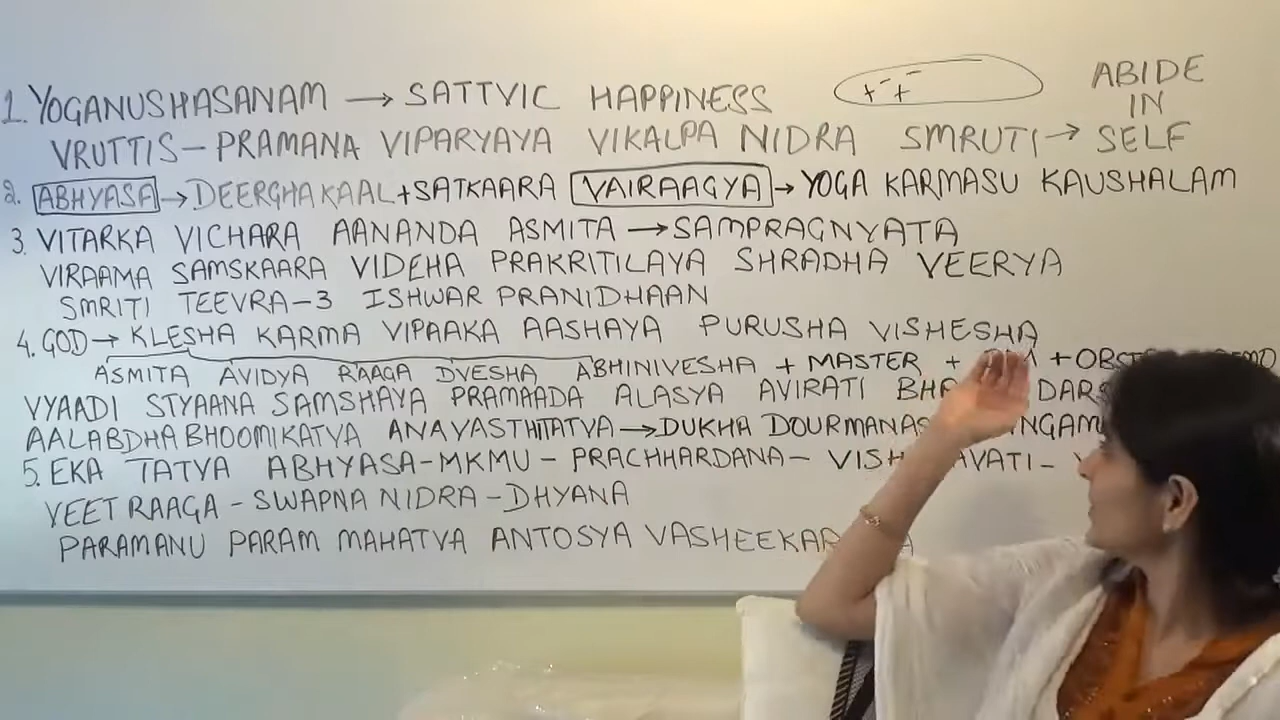 1. YOGANUSHASANAM → SATTVIC HAPPINESS + - + - ABIDE IN SELF
VRUTTIS - PRAMANA VIPARYAYA VIKALPA NIDRA SMRUTI →
2. ABHYASA → DEERGHA KAAL + SATKAARA VAIRAAGYA → YOGA KARMASU KAUSHALAM
3. VITARKA VICHARA AANANDA ASMITA → SAMPRAGNYATA
VIRAAMA SAMSKAARA VIDEHA PRAKRITILAYA SHRADHA VEERYA
SMRITI TEEVRA-3 ISHWAR PRANIDHAAN
4. GOD → KLESHA KARMA VIPAAKA AASHAYA PURUSHA VISHESHA
ASMITA AVIDYA RAAGA DVESHA ABHINIVESHA + MASTER + +
VYAADI STYAANA SAMSHAYA PRAMAADA ALASYA AVIRATI
AALABDHABHOOMIKATVA ANAVASTHITATVA → DUKHA
5. EKA TATVA ABHYASA - MKMU - PRACHHARDANA -
VEET RAAGA - SWAPNA NIDRA - DHYANA
PARAMANU PARAM MAHATVA ANTOSYA